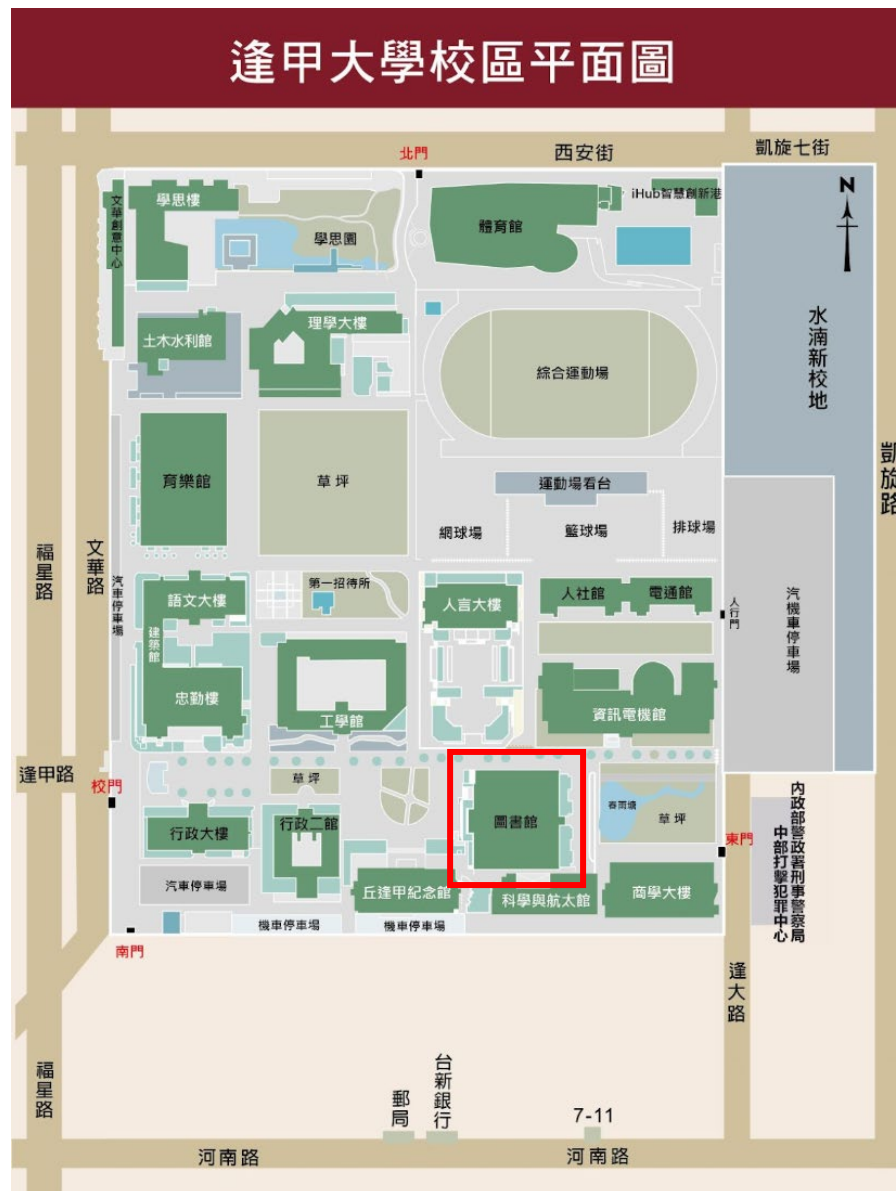 逢甲大學校區平面圖
北門
西安街
凱旋七街
文華創意中心
學思樓
學思園
體育館
iHub智慧創新港
N
土木水利館
理學大樓
綜合運動場
水湳新校地
凱旋路
育樂館
草坪
運動場看台
網球場
籃球場
排球場
福星路
文華路
汽車停車場
語文大樓
建築館
忠勤樓
第一招待所
工學館
人言大樓
人社館
電通館
人行門
汽機車停車場
資訊電機館
逢甲路
校門
草坪
行政大樓
行政二館
圖書館
春雨塘
草坪
東門
內政部警政署刑事警察局
中部打擊犯罪中心
汽車停車場
丘逢甲紀念館
科學與航太館
商學大樓
機車停車場
機車停車場
南門
逢大路
福星路
郵局
台新銀行
7-11
河南路
河南路